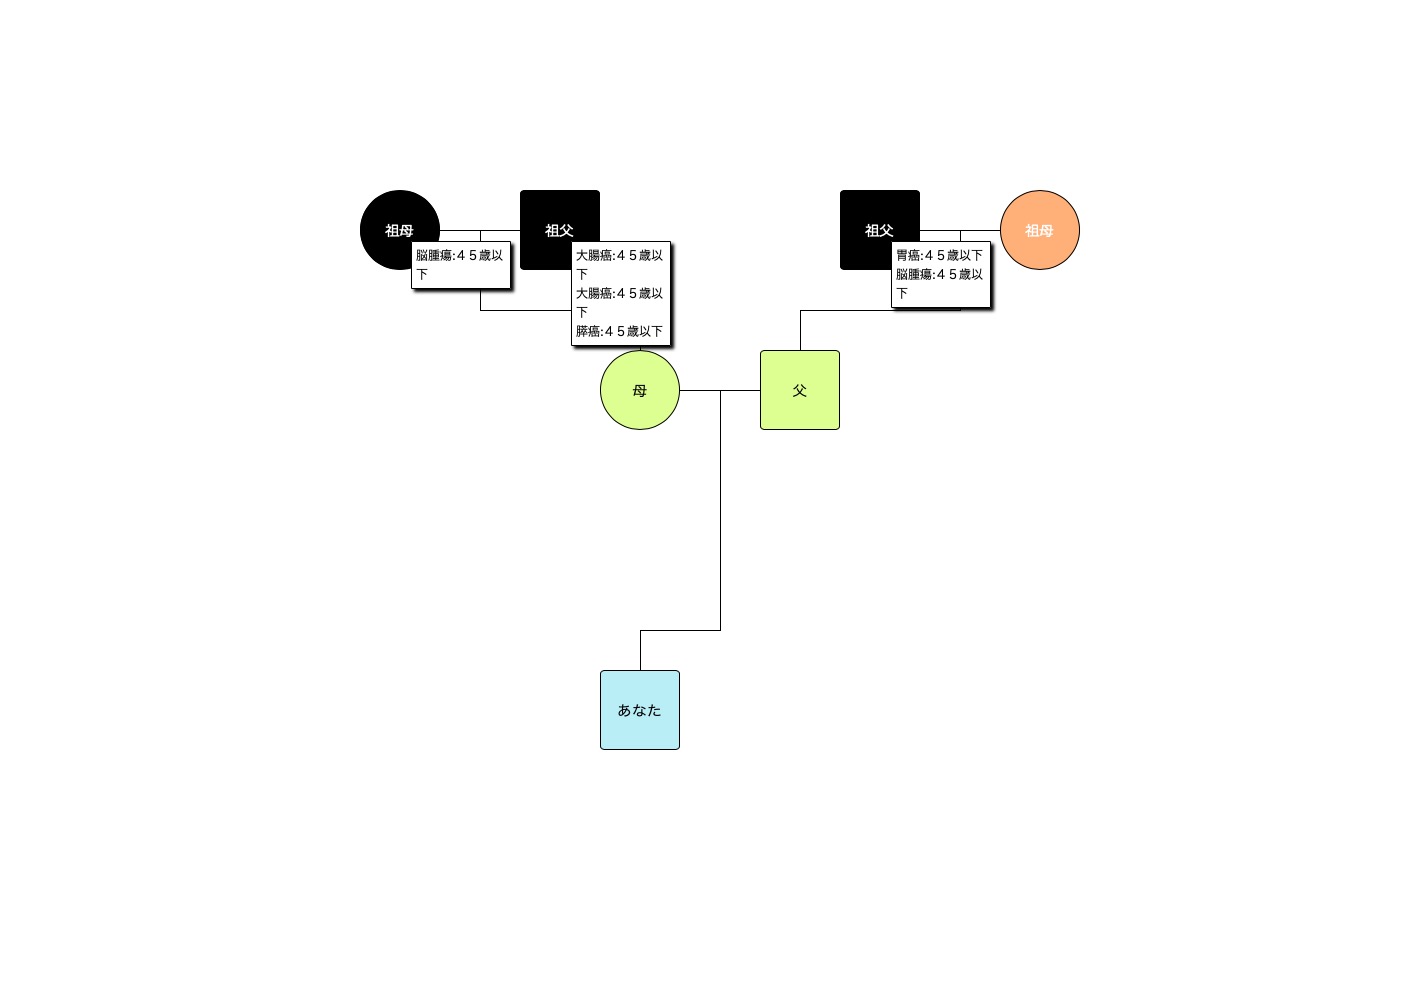 祖母
祖父
祖父
祖母
脳腫瘍:４５歳以
下
大腸癌:４５歳以
下
大腸癌:４５歳以
下
膵癌:４５歳以下
胃癌:４５歳以下
脳腫瘍:４５歳以
下
母
父
あなた